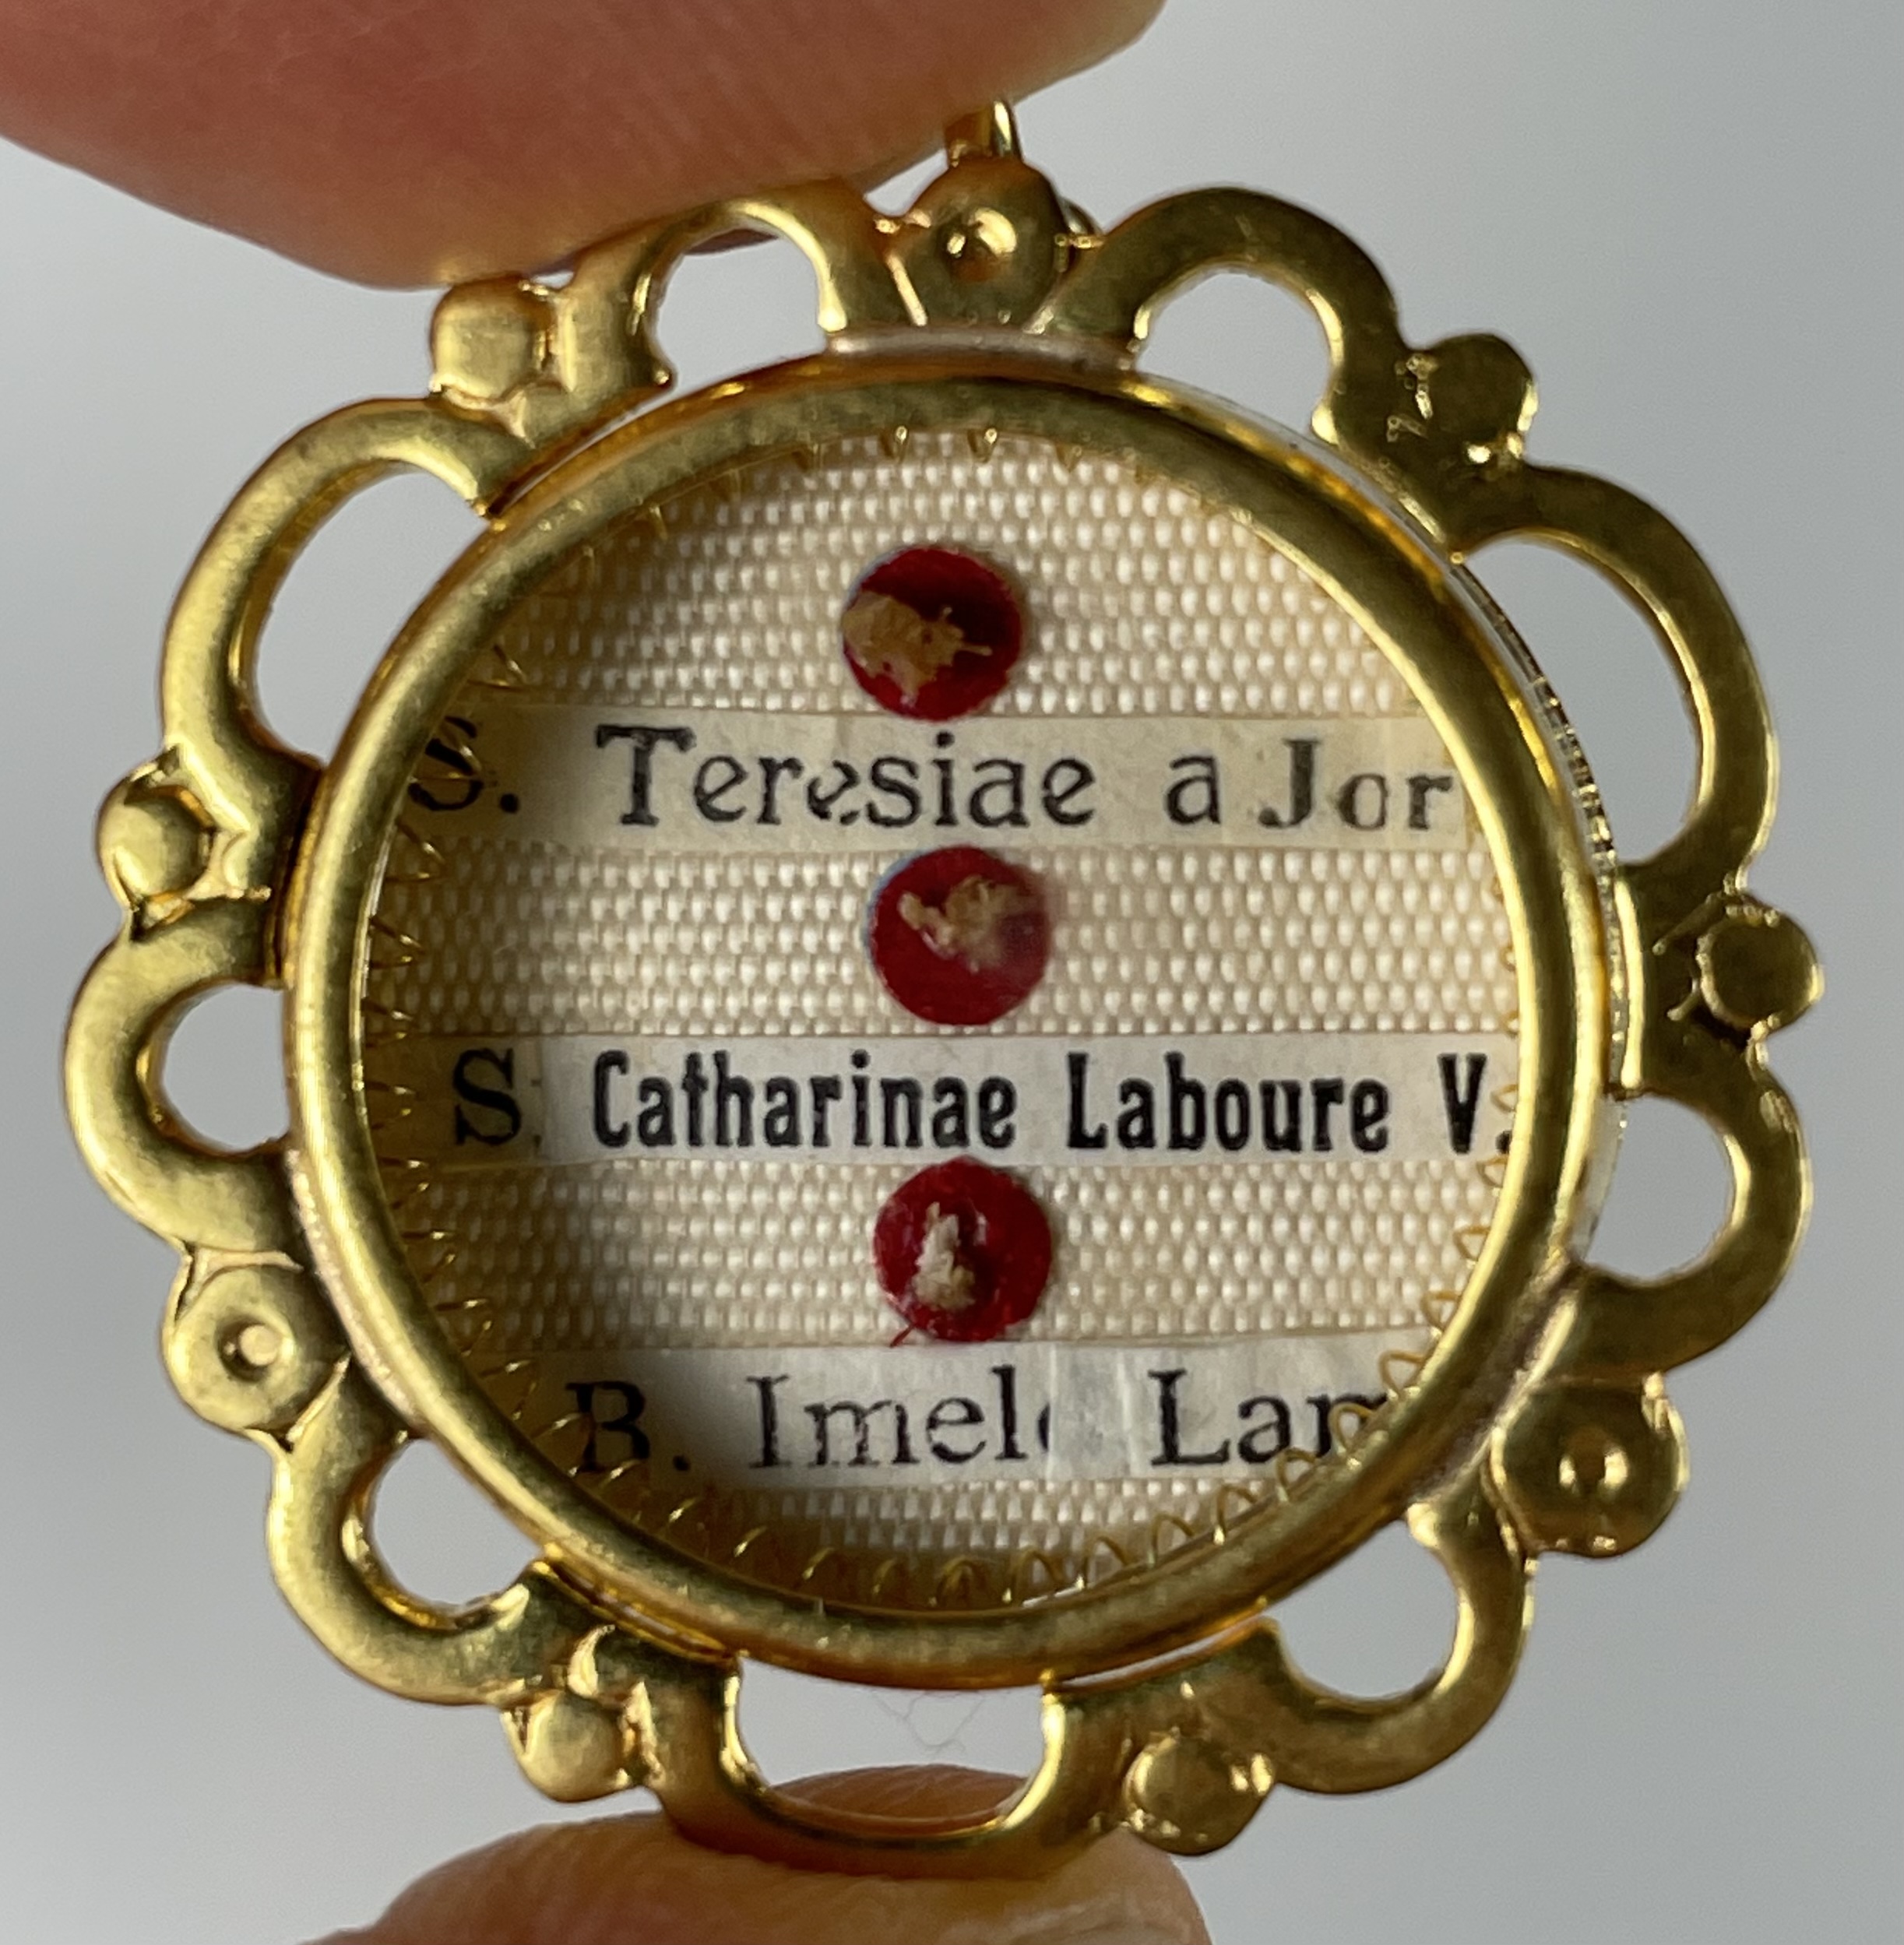 S. Teresiae a Jor
S. Catharinae Laboure V.
B. Imel Lam